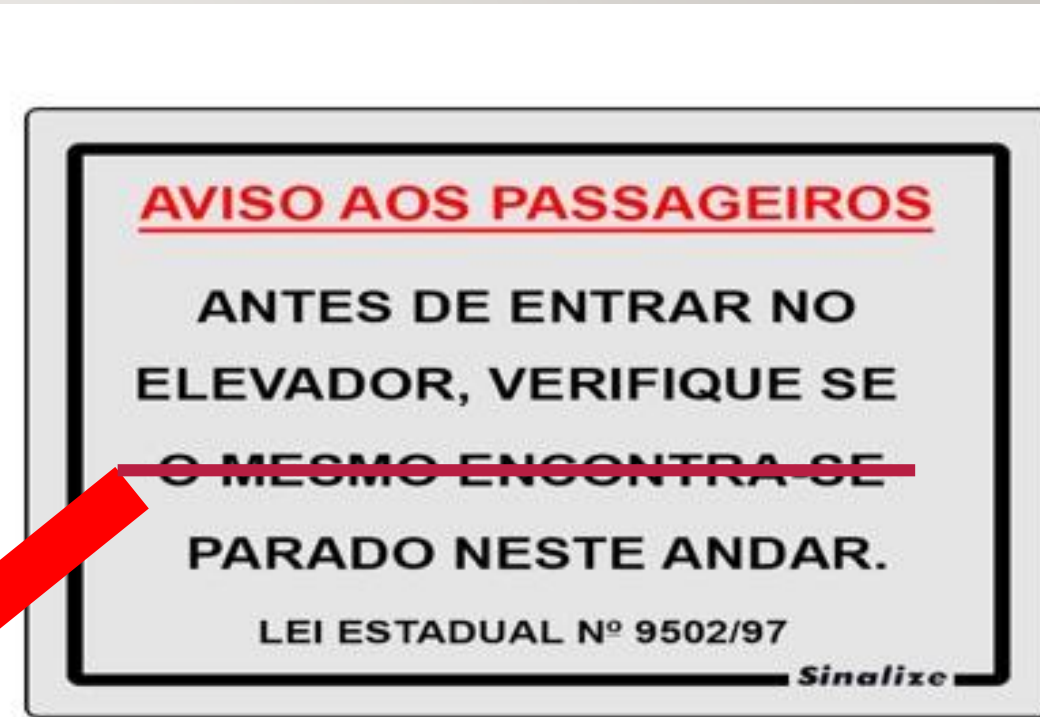 AVISO AOS PASSAGEIROS
ANTES DE ENTRAR NO
ELEVADOR, VERIFIQUE SE
O MESMO ENCONTRA-SE
PARADO NESTE ANDAR.
LEI ESTADUAL Nº 9502/97
Sinalize